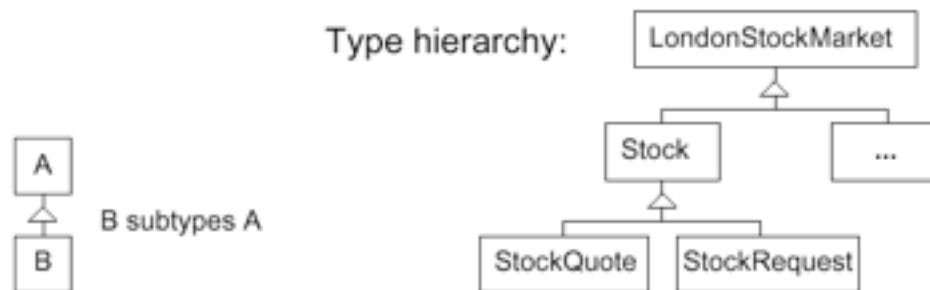 Type hierarchy:
LondonStockMarket
Stock
...
A
B subtypes A
B
StockQuote
StockRequest